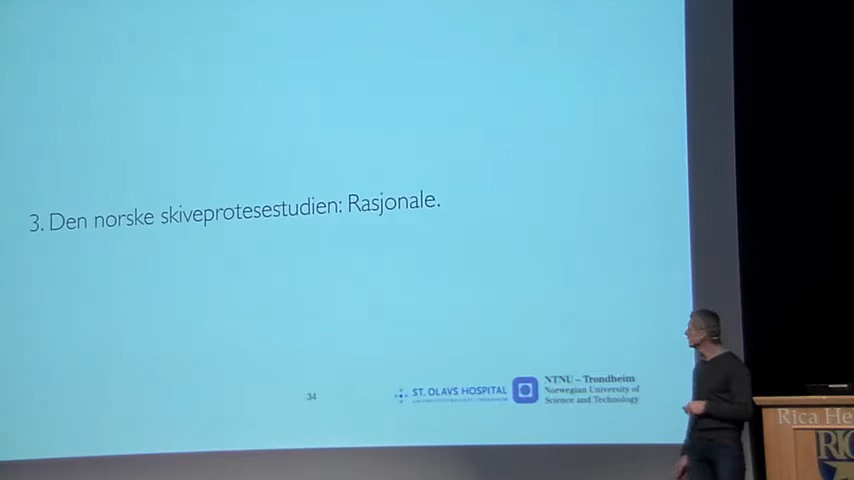 3. Den norske skiveprotesestudien: Rasjonale.
34
ST. OLAVS HOSPITAL
NTNU – Trondheim
Norwegian University of
Science and Technology
Rica He
RIC